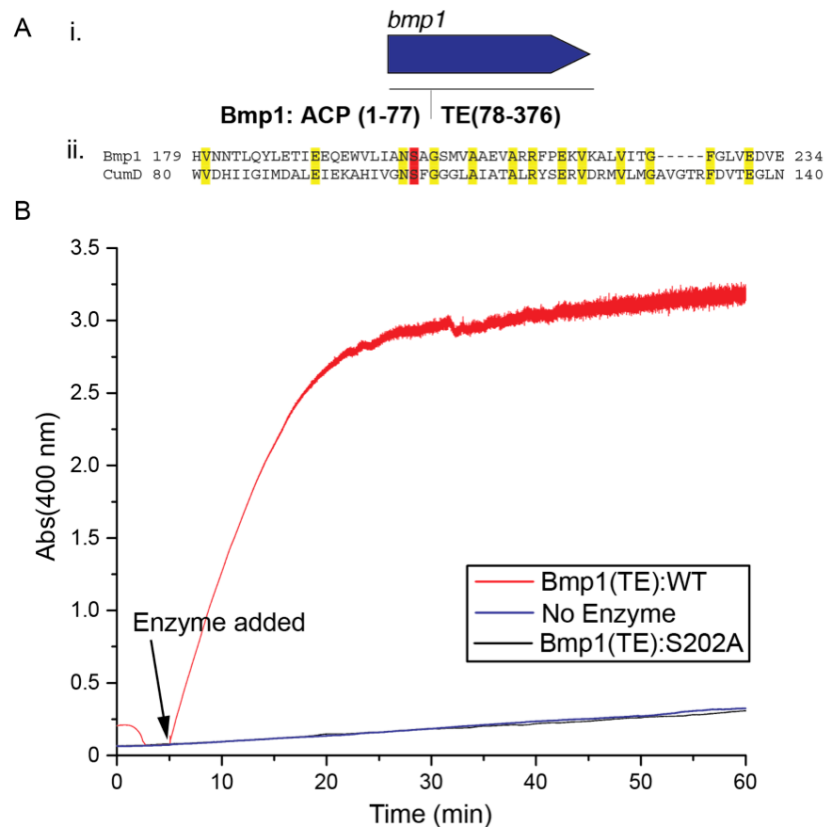 A
i.
bmp1
Bmp1: ACP (1-77) TE(78-376)
ii.
Bmp1 179 HVNNTLQYLETIEEQEWVLIANSAGSMVAAEVARRFPEKVKALVITG-----FGLVEDVE 234
CumD 80 WVDHIIGIMDALEIEKAHIVGNSFGGGLAIATALRYSERVDRMVLMGAVGTRFDVTEGLN 140
B
3.5
3.0
2.5
2.0
1.5
1.0
0.5
0
Abs(400 nm)
Enzyme added
Bmp1(TE):WT
No Enzyme
Bmp1(TE):S202A
0 10 20 30 40 50 60
Time (min)